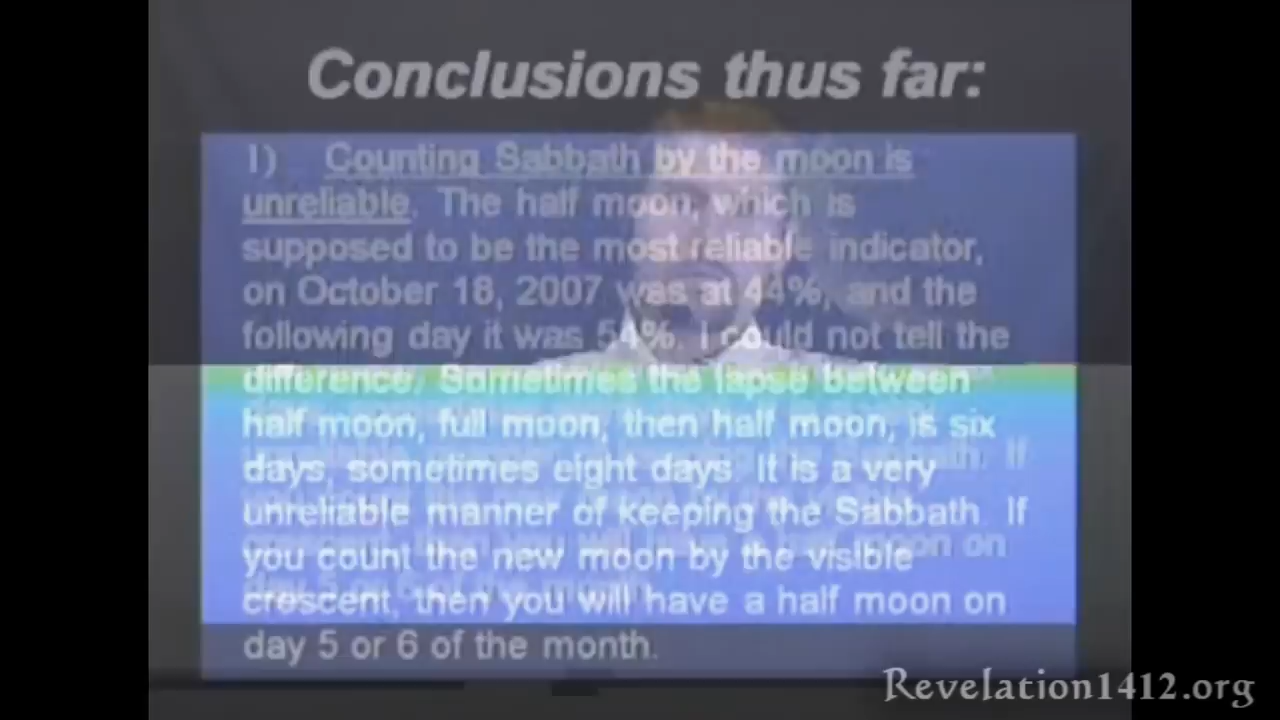 Conclusions thus far:
1) Counting Sabbath by the moon is
unreliable. The half moon, which is
supposed to be the most reliable indicator,
on October 18, 2007 was at 44%, and the
following day it was 54%. I could not tell the
difference. Sometimes the lapse between
half moon, full moon, then half moon, is six
days, sometimes eight days. It is a very
unreliable manner of keeping the Sabbath. If
you count the new moon by the visible
crescent, then you will have a half moon on
day 5 or 6 of the month.
Revelation1412.org